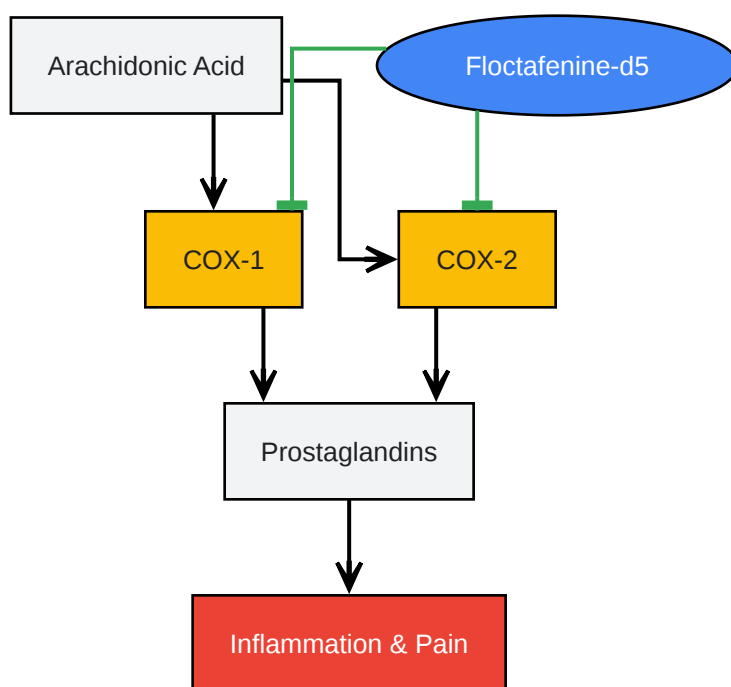 Arachidonic Acid
Floctafenine-d5
COX-1
COX-2
Prostaglandins
Inflammation & Pain